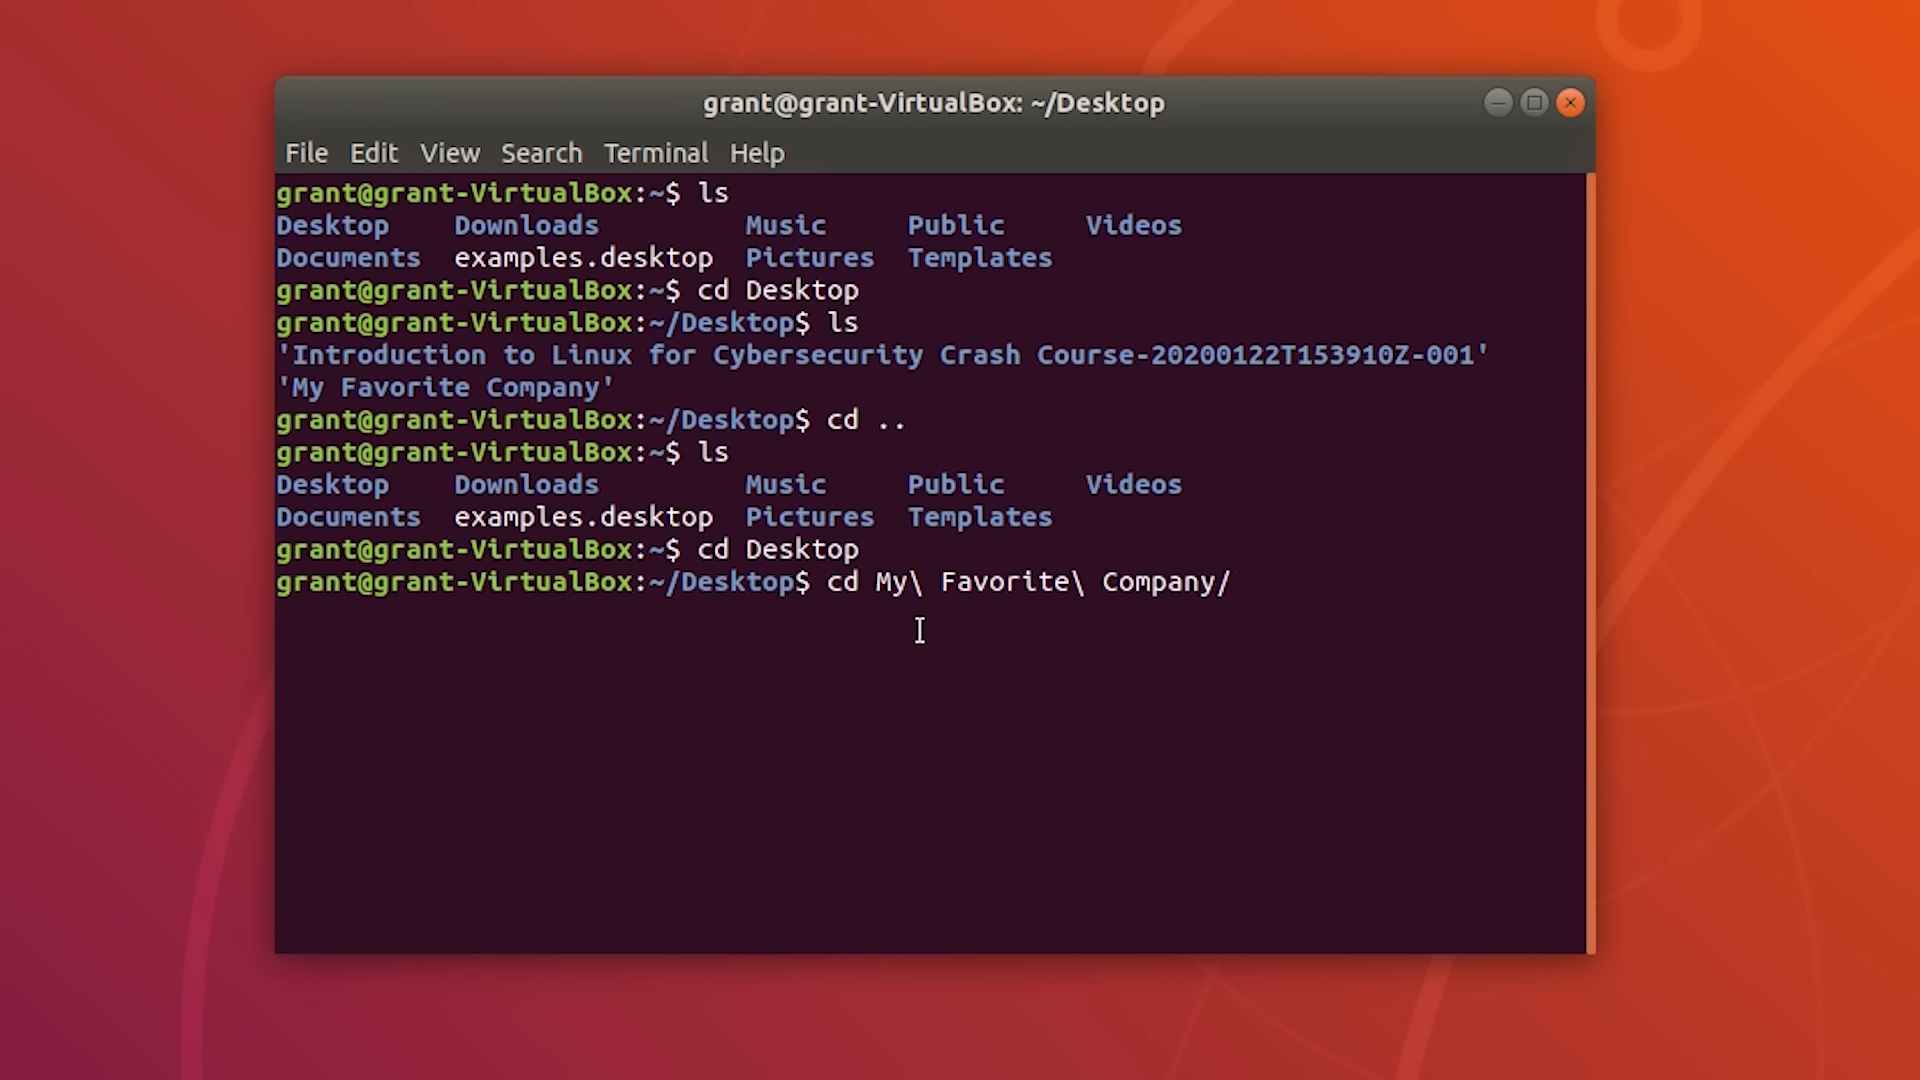 grant@grant-VirtualBox: ~/Desktop
File Edit View Search Terminal Help
grant@grant-VirtualBox:~$ ls
Desktop    Downloads         Music     Public     Videos
Documents  examples.desktop  Pictures  Templates
grant@grant-VirtualBox:~$ cd Desktop
grant@grant-VirtualBox:~/Desktop$ ls
'Introduction to Linux for Cybersecurity Crash Course-20200122T153910Z-001'
'My Favorite Company'
grant@grant-VirtualBox:~/Desktop$ cd ..
grant@grant-VirtualBox:~$ ls
Desktop    Downloads         Music     Public     Videos
Documents  examples.desktop  Pictures  Templates
grant@grant-VirtualBox:~$ cd Desktop
grant@grant-VirtualBox:~/Desktop$ cd My\ Favorite\ Company/